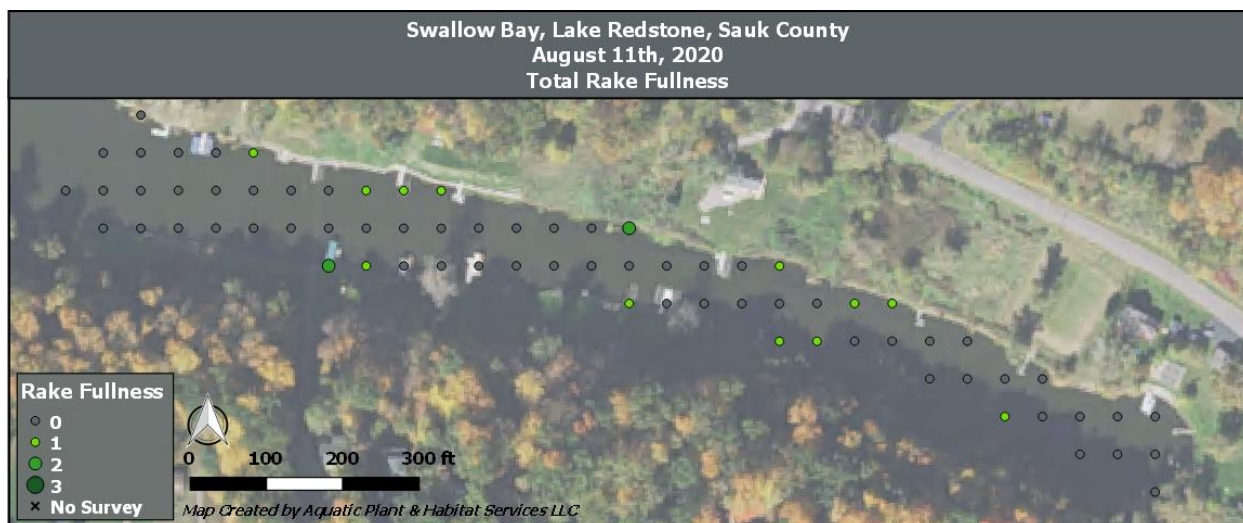 Swallow Bay, Lake Redstone, Sauk County
August 11th, 2020
Total Rake Fullness
Rake Fullness
0
1
2
3
No Survey
0 100 200 300 ft
Map Created by Aquatic Plant & Habitat Services LLC